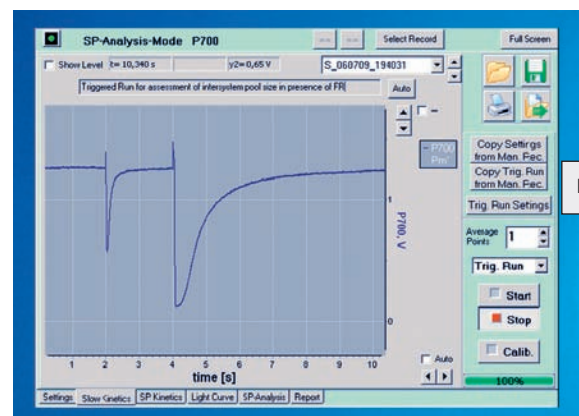 SP-Analysis-Mode P700
-- --
Select Record
Full Screen
Show Level
t= 10,340 s
y2=0,65 V
S_060709_194031
Triggered Run for assessment of intersystem pool size in presence of FR
Auto
-
- P700
Pm'
Copy Settings
from Man. Rec.
Copy Trig. Run
from Man. Rec.
Trig. Run Settings
Average
Points
1
Trig. Run
Start
Stop
Calib.
100%
1
0
P700, V
1 2 3 4 5 6 7 8 9 10
time [s]
Auto
Settings Slow Kinetics SP Kinetics Light Curve SP-Analysis Report